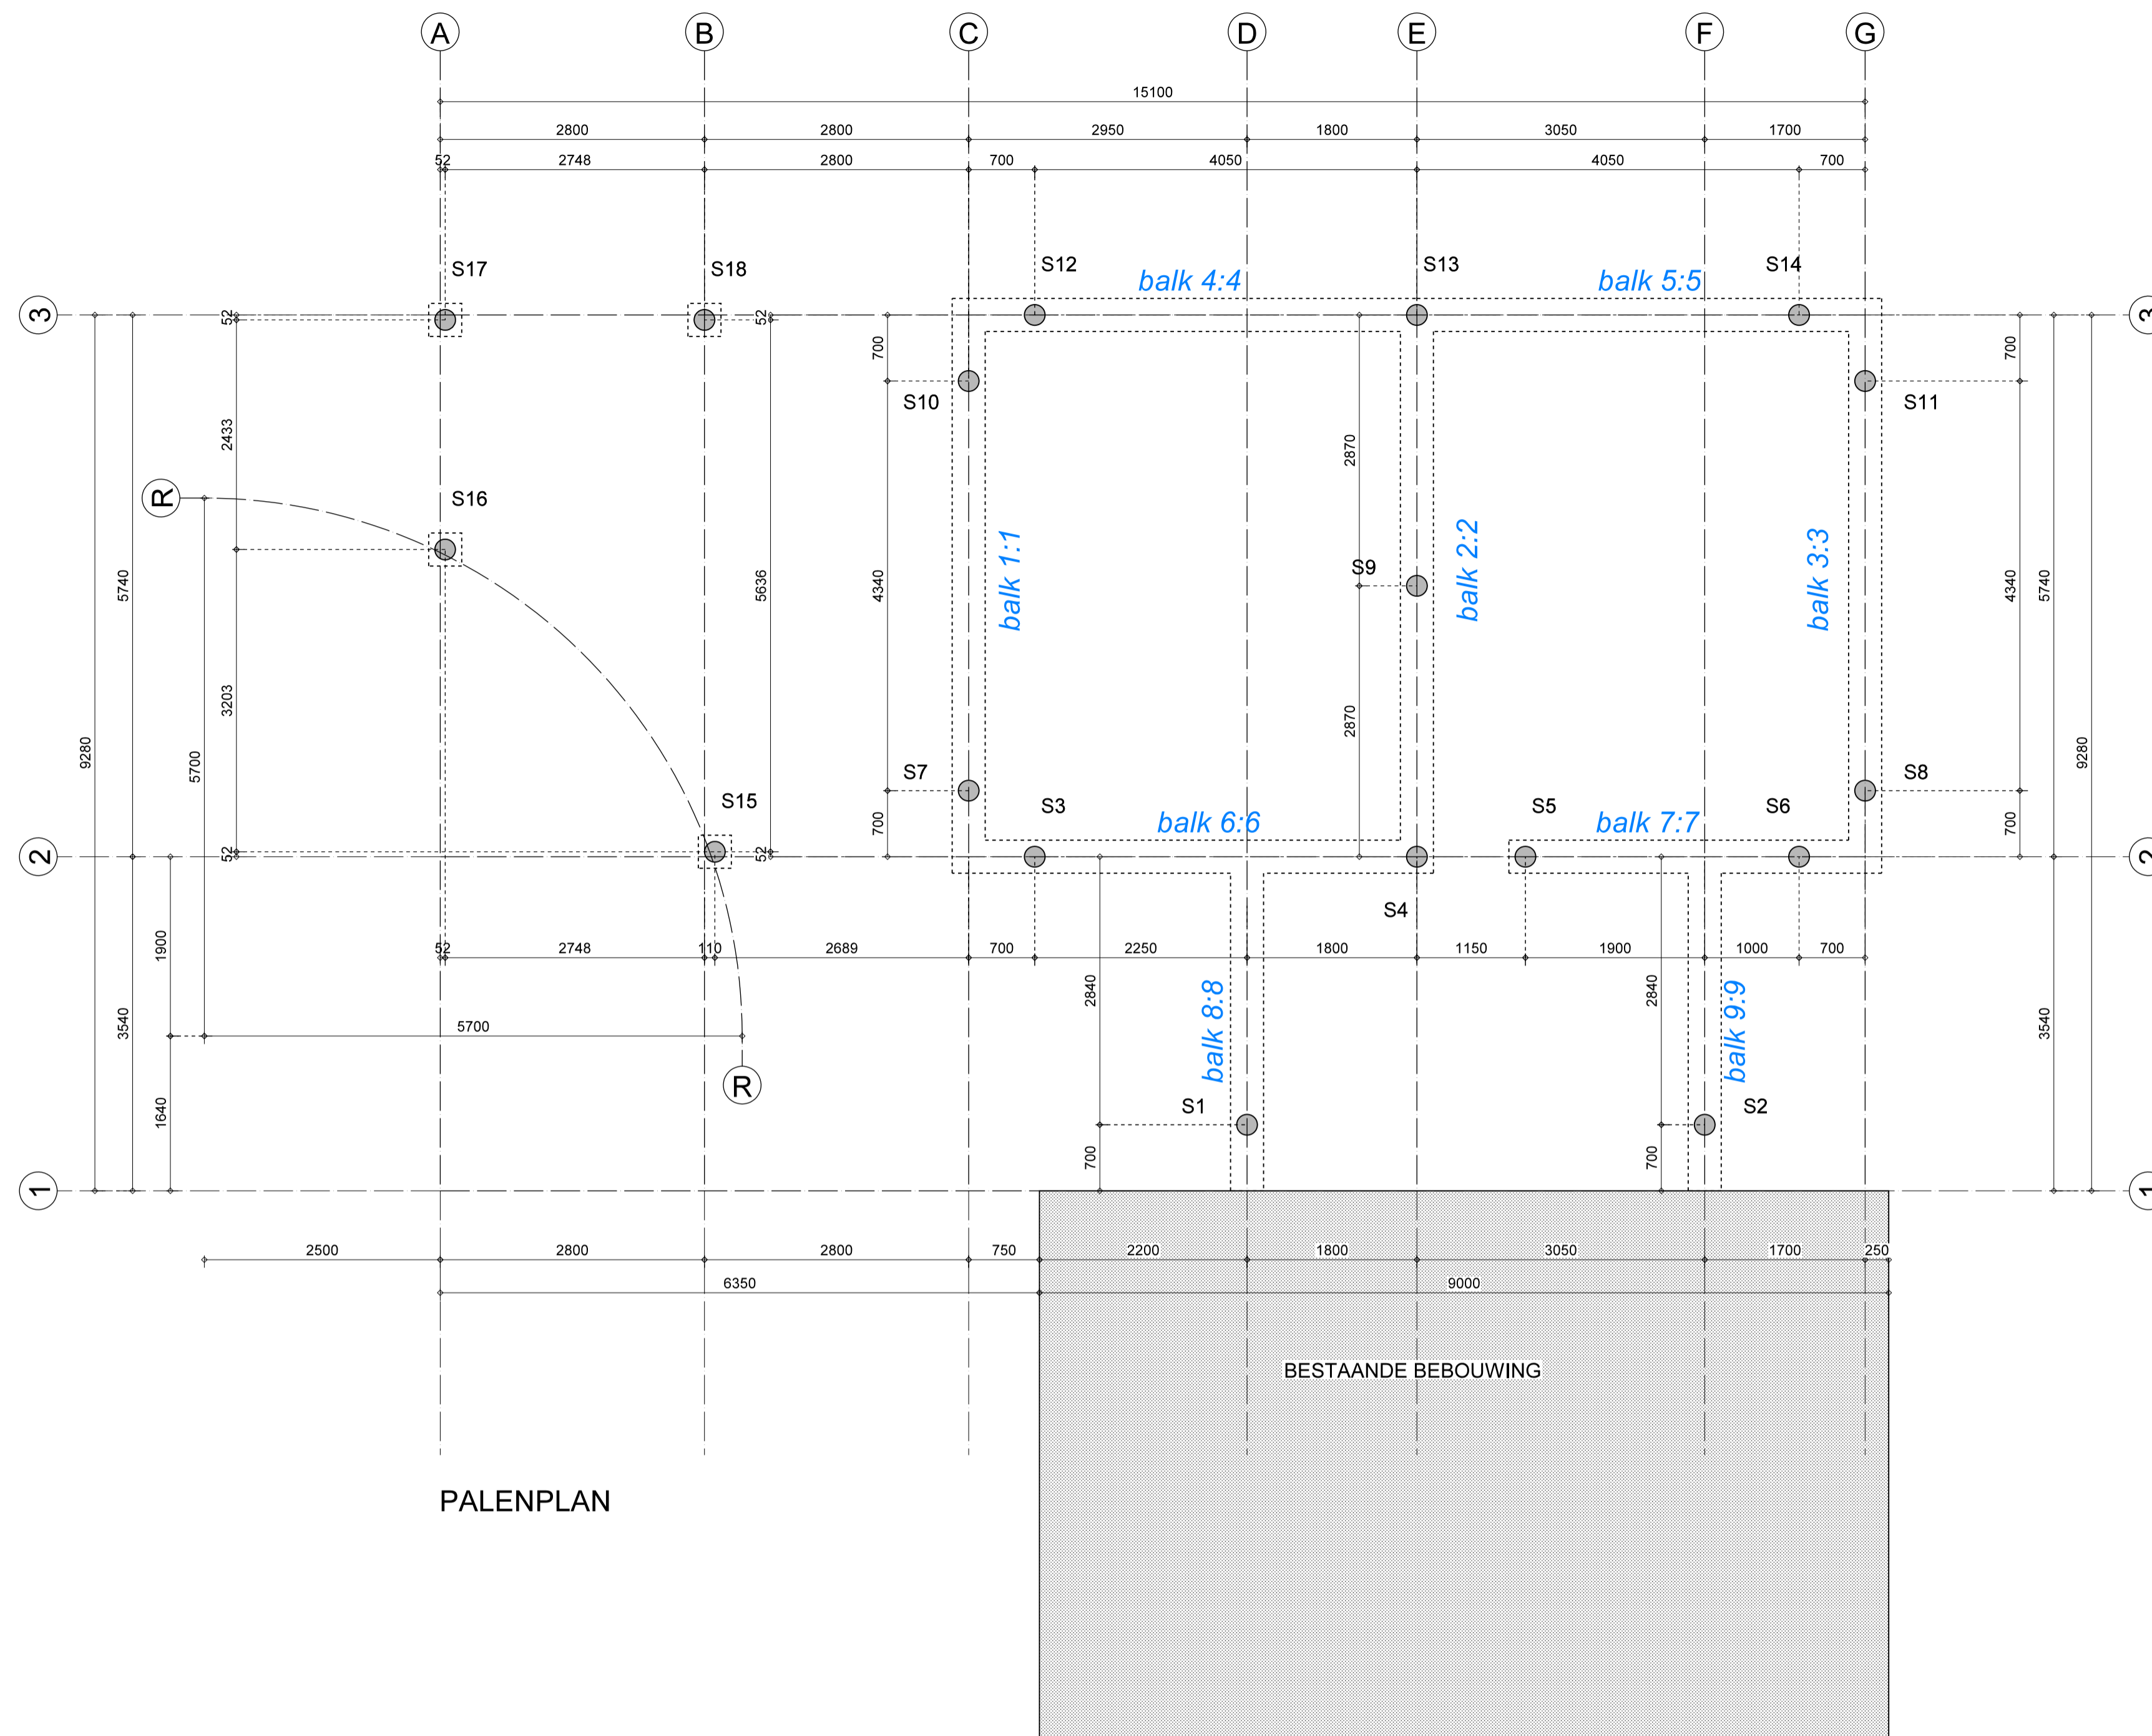 A B C D E F G
15100
2800 2800 2950 1800 3050 1700
52 2748 2800 700 4050 4050 700
S17 S18 S12 S13 S14
balk 4:4 balk 5:5
3 3
52 52
700 700
S10 S11
2433 2870
R S16
balk 1:1 balk 2:2 balk 3:3
S9
5740 5636 4340 4340 5740
3203 2870
9280 5700 9280
S7 S8
S15 S3 S5 S6
balk 6:6 balk 7:7
700 700
2 52 52 2
S4
1900 52 2748 110 2689 700 2250 1800 1150 1900 1000 700
2840 2840
balk 8:8 balk 9:9
3540 5700 3540
R
1640 S1 S2
700 700
1 1
2500 2800 2800 750 2200 1800 3050 1700 250
6350 9000
BESTAANDE BEBOUWING
PALENPLAN